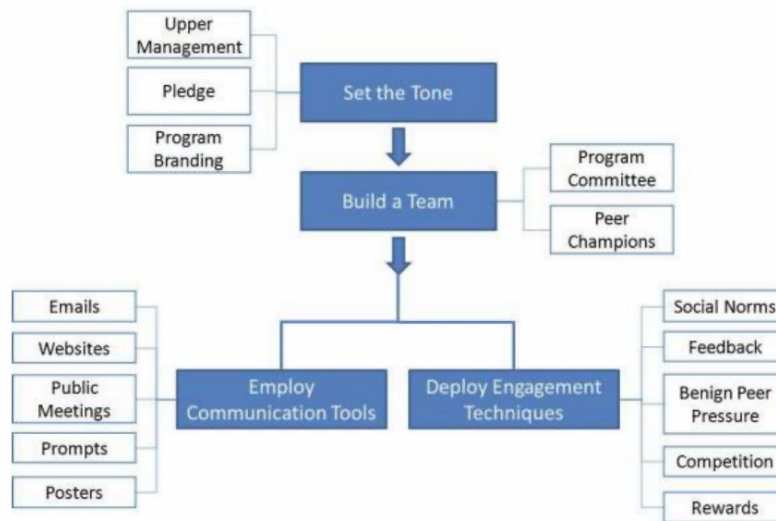 Upper
Management
Pledge
Program
Branding
Set the Tone
Build a Team
Program
Committee
Peer
Champions
Emails
Websites
Public
Meetings
Prompts
Posters
Employ
Communication Tools
Deploy Engagement
Techniques
Social Norms
Feedback
Benign Peer
Pressure
Competition
Rewards